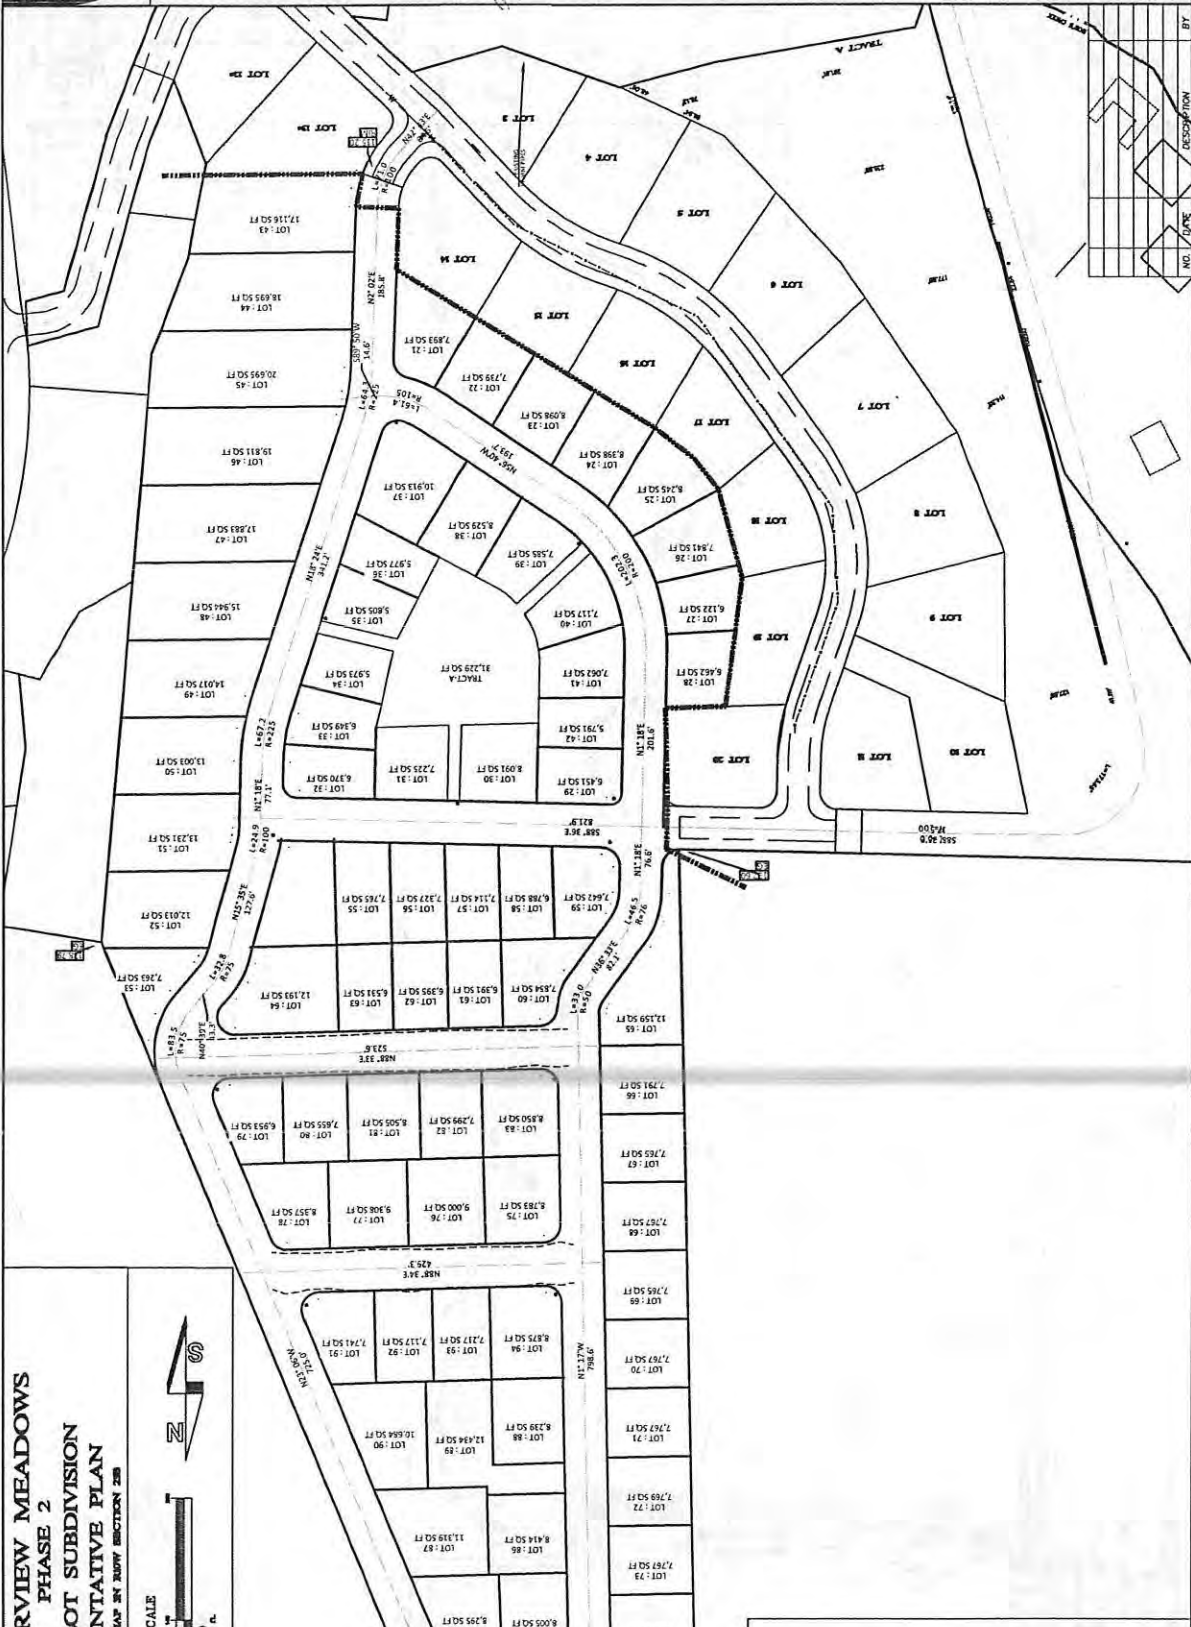 RVIEW MEADOWS
PHASE 2
OT SUBDIVISION
NTATIVE PLAN
CALE
N
S
NO.
DATE
DESCRIPTION
BY
TRACT A
LOT 12
LOT 13
LOT 3
LOT 4
LOT 5
LOT 6
LOT 7
LOT 8
LOT 9
LOT 10
LOT 11
LOT 14
LOT 15
LOT 16
LOT 17
LOT 18
LOT 19
LOT 20
LOT: 43
17,116 SQ FT
LOT: 44
18,695 SQ FT
LOT: 45
20,695 SQ FT
LOT: 46
19,811 SQ FT
LOT: 47
17,883 SQ FT
LOT: 48
15,944 SQ FT
LOT: 49
14,017 SQ FT
LOT: 50
13,003 SQ FT
LOT: 51
13,231 SQ FT
LOT: 52
12,013 SQ FT
LOT: 53
7,263 SQ FT
LOT: 21
7,893 SQ FT
LOT: 22
7,739 SQ FT
LOT: 23
8,098 SQ FT
LOT: 24
8,398 SQ FT
LOT: 25
8,245 SQ FT
LOT: 26
7,841 SQ FT
LOT: 27
6,122 SQ FT
LOT: 28
6,462 SQ FT
LOT: 37
10,913 SQ FT
LOT: 38
8,529 SQ FT
LOT: 39
7,585 SQ FT
LOT: 36
5,977 SQ FT
LOT: 35
5,805 SQ FT
LOT: 40
7,117 SQ FT
LOT: 34
5,973 SQ FT
TRACT-A
31,229 SQ FT
LOT: 41
7,062 SQ FT
LOT: 33
6,349 SQ FT
LOT: 42
5,791 SQ FT
LOT: 32
6,370 SQ FT
LOT: 31
7,225 SQ FT
LOT: 30
8,091 SQ FT
LOT: 29
6,451 SQ FT
LOT: 55
7,765 SQ FT
LOT: 56
7,327 SQ FT
LOT: 57
7,114 SQ FT
LOT: 58
6,788 SQ FT
LOT: 59
7,642 SQ FT
LOT: 64
12,193 SQ FT
LOT: 63
6,531 SQ FT
LOT: 62
6,395 SQ FT
LOT: 61
6,391 SQ FT
LOT: 60
7,854 SQ FT
LOT: 65
12,159 SQ FT
LOT: 66
7,791 SQ FT
LOT: 67
7,765 SQ FT
LOT: 68
7,767 SQ FT
LOT: 69
7,765 SQ FT
LOT: 70
7,767 SQ FT
LOT: 71
7,767 SQ FT
LOT: 72
7,769 SQ FT
LOT: 73
7,767 SQ FT
LOT: 79
6,953 SQ FT
LOT: 80
7,655 SQ FT
LOT: 81
8,505 SQ FT
LOT: 82
7,299 SQ FT
LOT: 83
8,850 SQ FT
LOT: 78
8,357 SQ FT
LOT: 77
9,308 SQ FT
LOT: 76
9,000 SQ FT
LOT: 75
8,783 SQ FT
LOT: 91
7,741 SQ FT
LOT: 92
7,117 SQ FT
LOT: 93
7,217 SQ FT
LOT: 94
8,875 SQ FT
LOT: 90
10,684 SQ FT
LOT: 89
12,434 SQ FT
LOT: 88
8,239 SQ FT
LOT: 87
11,319 SQ FT
LOT: 86
8,414 SQ FT
8,295 SQ FT
8,005 SQ FT
N2° 02'E
185.8'
S89° 50'W
14.6'
L=64.3
R=225
L=61.4
R=105
N56° 40'W
193.7'
N18° 24'E
341.2'
L=202.3
R=200
L=67.2
R=225
N1° 18'E
77.1'
N1° 18'E
201.6'
S88° 36'E
821.9'
L=24.9
R=100
N1° 18'E
76.6'
N15° 35'E
127.6'
L=46.5
R=76
N36° 33'E
82.1'
L=32.8
R=75
L=33.0
R=50
L=83.5
R=75
N88° 33'E
523.6'
N88° 34'E
429.3'
N23° 06'W
725.0'
N1° 17'W
798.6'